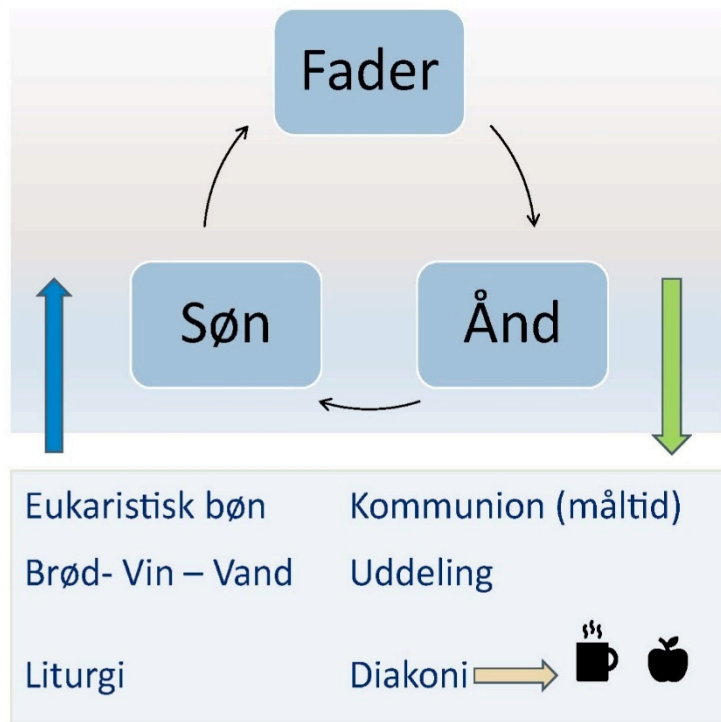 Fader
Søn
Ånd
Eukaristisk bøn
Kommunion (måltid)
Brød- Vin – Vand
Uddeling
Liturgi
Diakoni